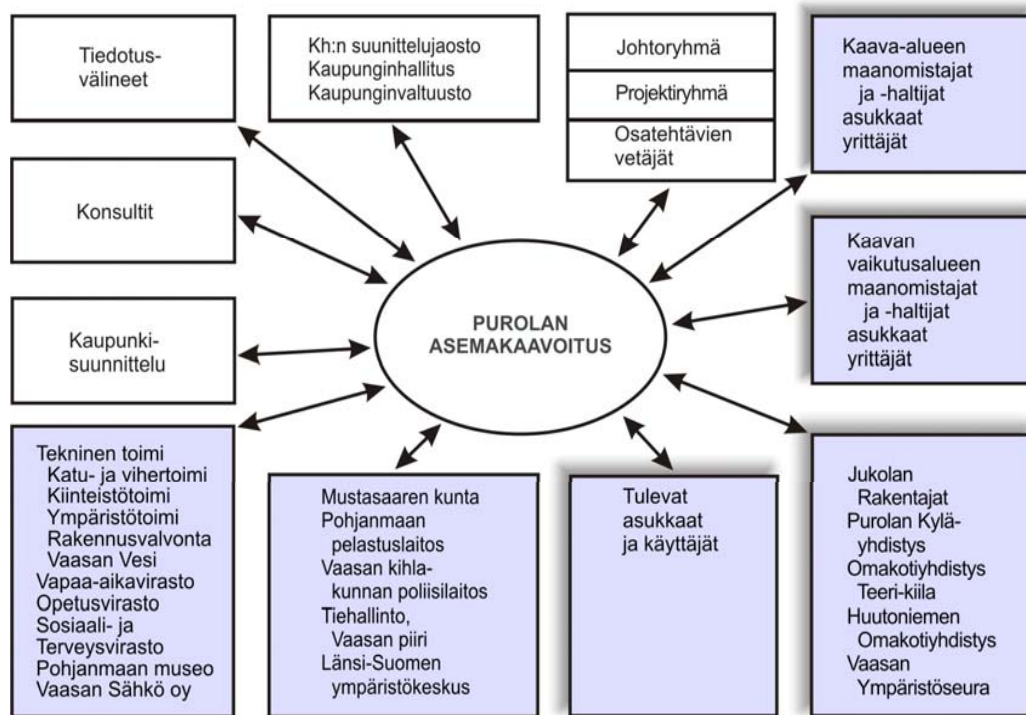 Tiedotus-
välineet
Kh:n suunittelujaosto
Kaupunginhallitus
Kaupunginvaltuusto
Johtoryhmä
Projektiryhmä
Osatehtävien
vetäjät
Kaava-alueen
maanomistajat
ja -haltijat
asukkaat
yrittäjät
Konsultit
Kaavan
vaikutusalueen
maanomistajat
ja -haltijat
asukkaat
yrittäjät
Kaupunki-
suunnittelu
PUROLAN
ASEMAKAAVOITUS
Tekninen toimi
Katu- ja vihertoimi
Kiinteistötoimi
Ympäristötoimi
Rakennusvalvonta
Vaasan Vesi
Vapaa-aikavirasto
Opetusvirasto
Sosiaali- ja
Terveysvirasto
Pohjanmaan museo
Vaasan Sähkö oy
Mustasaaren kunta
Pohjanmaan
pelastuslaitos
Vaasan kihla-
kunnan poliisilaitos
Tiehallinto,
Vaasan piiri
Länsi-Suomen
ympäristökeskus
Tulevat
asukkaat
ja käyttäjät
Jukolan
Rakentajat
Purolan Kylä-
yhdistys
Omakotiyhdistys
Teeri-kiila
Huutoniemen
Omakotiyhdistys
Vaasan
Ympäristöseura